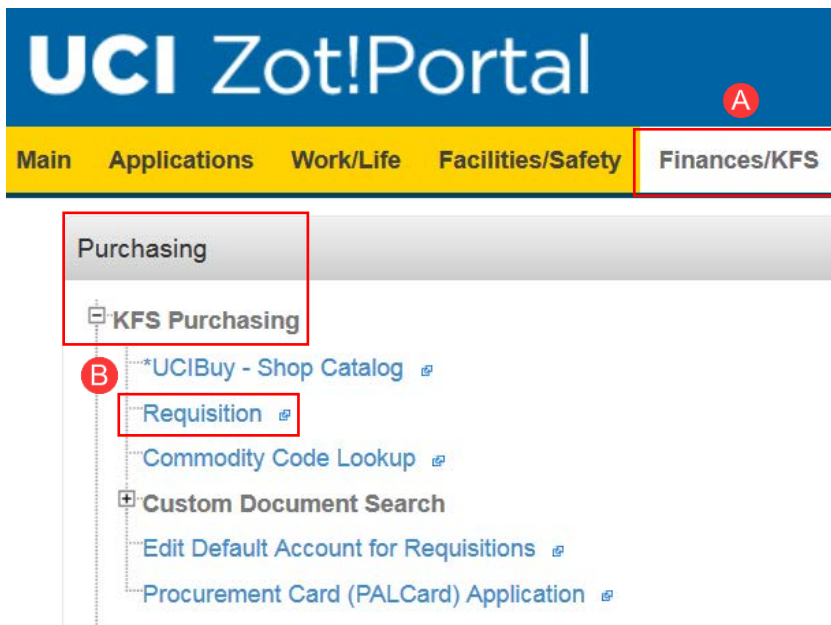 UCI Zot!Portal
A
Main Applications Work/Life Facilities/Safety Finances/KFS
Purchasing
KFS Purchasing
B
*UCIBuy - Shop Catalog
Requisition
Commodity Code Lookup
Custom Document Search
Edit Default Account for Requisitions
Procurement Card (PALCard) Application